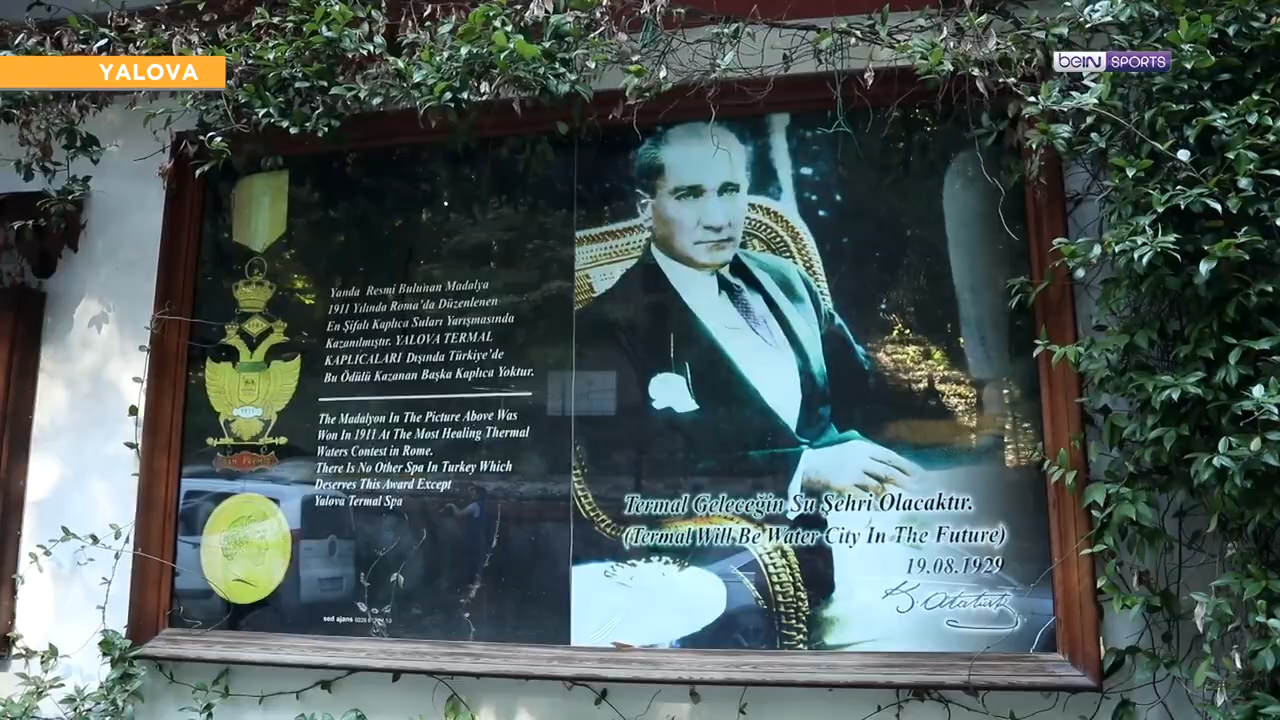 YALOVA
beIN SPORTS
Yanda Resmi Bulunan Madalya
1911 Yılında Roma'da Düzenlenen
En Şifalı Kaplıca Suları Yarışmasında
Kazanılmıştır. YALOVA TERMAL
KAPLICALARI Dışında Türkiye'de
Bu Ödülü Kazanan Başka Kaplıca Yoktur.
The Madalyon In The Picture Above Was
Won In 1911 At The Most Healing Thermal
Waters Contest in Rome.
There Is No Other Spa In Turkey Which
Deserves This Award Except
Yalova Termal Spa
sed ajans
Termal Geleceğin Su Şehri Olacaktır.
(Termal Will Be Water City In The Future)
19.08.1929
K. Atatürk